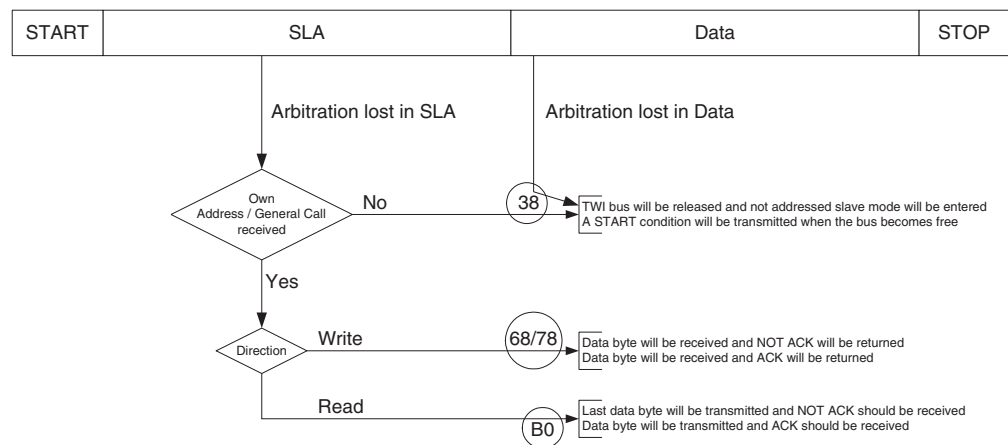 START SLA Data STOP
Arbitration lost in SLA Arbitration lost in Data
Own
Address / General Call
received
No
38
TWI bus will be released and not addressed slave mode will be entered
A START condition will be transmitted when the bus becomes free
Yes
Direction
Write
68/78
Data byte will be received and NOT ACK will be returned
Data byte will be received and ACK will be returned
Read
B0
Last data byte will be transmitted and NOT ACK should be received
Data byte will be transmitted and ACK should be received